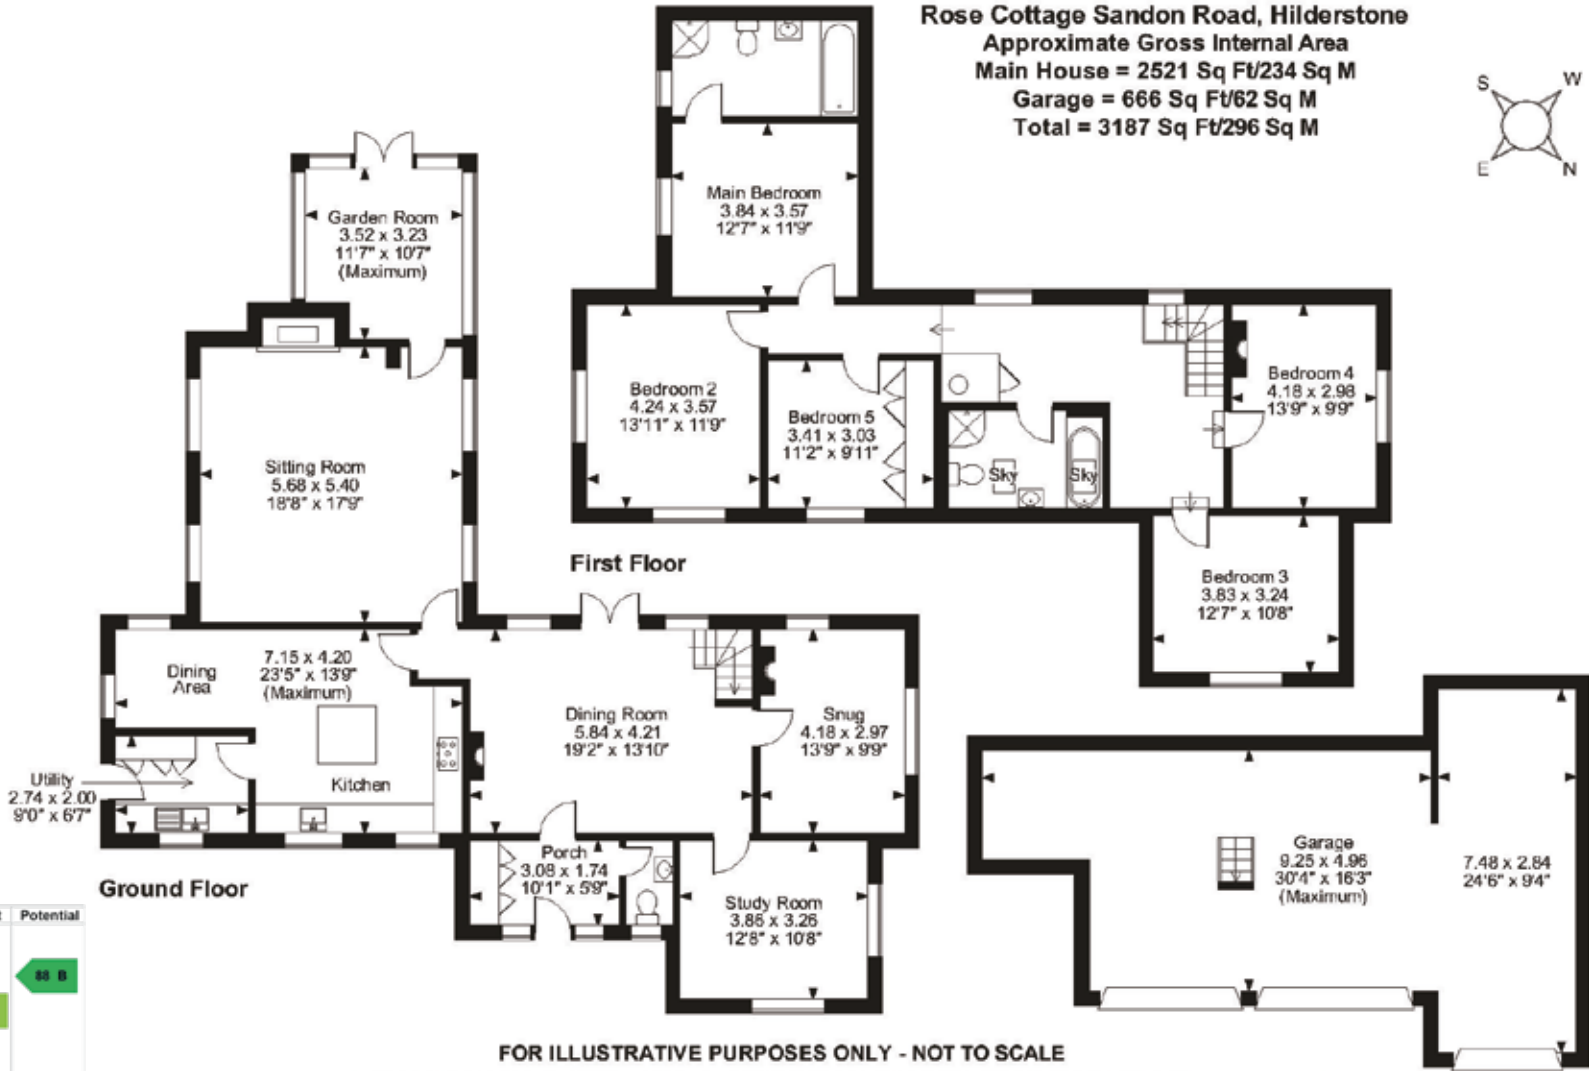 Rose Cottage Sandon Road, Hilderstone
Approximate Gross Internal Area
Main House = 2521 Sq Ft/234 Sq M
Garage = 666 Sq Ft/62 Sq M
Total = 3187 Sq Ft/296 Sq M
S
W
E
N
Garden Room
3.52 x 3.23
11'7" x 10'7"
(Maximum)
Main Bedroom
3.84 x 3.57
12'7" x 11'9"
Bedroom 2
4.24 x 3.57
13'11" x 11'9"
Bedroom 5
3.41 x 3.03
11'2" x 9'11"
Sky
Sky
Bedroom 4
4.18 x 2.98
13'9" x 9'9"
Bedroom 3
3.83 x 3.24
12'7" x 10'8"
First Floor
Sitting Room
5.68 x 5.40
18'8" x 17'9"
Dining
Area
7.15 x 4.20
23'5" x 13'9"
(Maximum)
Kitchen
Utility
2.74 x 2.00
9'0" x 6'7"
Dining Room
5.84 x 4.21
19'2" x 13'10"
Snug
4.18 x 2.97
13'9" x 9'9"
Porch
3.08 x 1.74
10'1" x 5'9"
Study Room
3.86 x 3.26
12'8" x 10'8"
Ground Floor
Garage
9.25 x 4.96
30'4" x 16'3"
(Maximum)
7.48 x 2.84
24'6" x 9'4"
Potential
88 B
FOR ILLUSTRATIVE PURPOSES ONLY - NOT TO SCALE